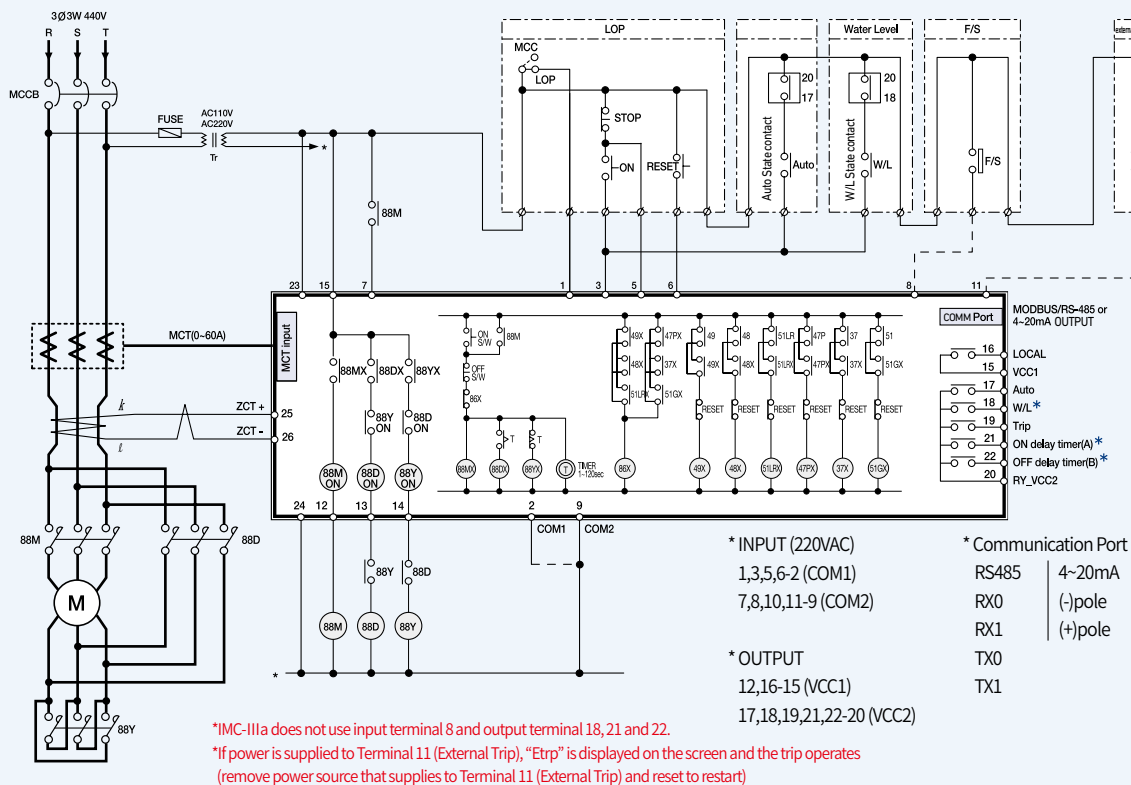 3Ø3W 440V
R S T
MCCB
FUSE
AC110V
AC220V
Tr
*
88M
LOP
MCC
LOP
STOP
ON
RESET
20
17
Auto State contact
Auto
Water Level
20
18
W/L State contact
W/L
F/S
F/S
23 15 7 1 3 5 6 8 11
MCT(0~60A)
MCT input
ZCT + 25
ZCT - 26
k
ℓ
88MX 88DX 88YX
88Y ON
88D ON
88M ON
88D ON
88Y ON
ON S/W
88M
OFF S/W
86X
T
T
88MX 88DX 88YX T
TIMER
1~120sec
49X 47PX
48X 37X
51LRX 51GX
86X
49 48 51LR 47P 37 51
49X 48X 51LRX 47PX 37X 51GX
RESET RESET RESET RESET RESET RESET
49X 48X 51LRX 47PX 37X 51GX
COMM Port
MODBUS/RS-485 or
4~20mA OUTPUT
16 LOCAL
15 VCC1
17 Auto
18 W/L*
19 Trip
21 ON delay timer(A)*
22 OFF delay timer(B)*
20 RY_VCC2
24 12 13 14 2 9
COM1 COM2
88Y 88D
88M 88D 88Y
*
88M 88D
M
88Y
* INPUT (220VAC)
1,3,5,6-2 (COM1)
7,8,10,11-9 (COM2)
* OUTPUT
12,16-15 (VCC1)
17,18,19,21,22-20 (VCC2)
* Communication Port
RS485 4~20mA
RX0 (-)pole
RX1 (+)pole
TX0
TX1
*IMC-IIIa does not use input terminal 8 and output terminal 18, 21 and 22.
*If power is supplied to Terminal 11 (External Trip), “Etrp” is displayed on the screen and the trip operates
(remove power source that supplies to Terminal 11 (External Trip) and reset to restart)